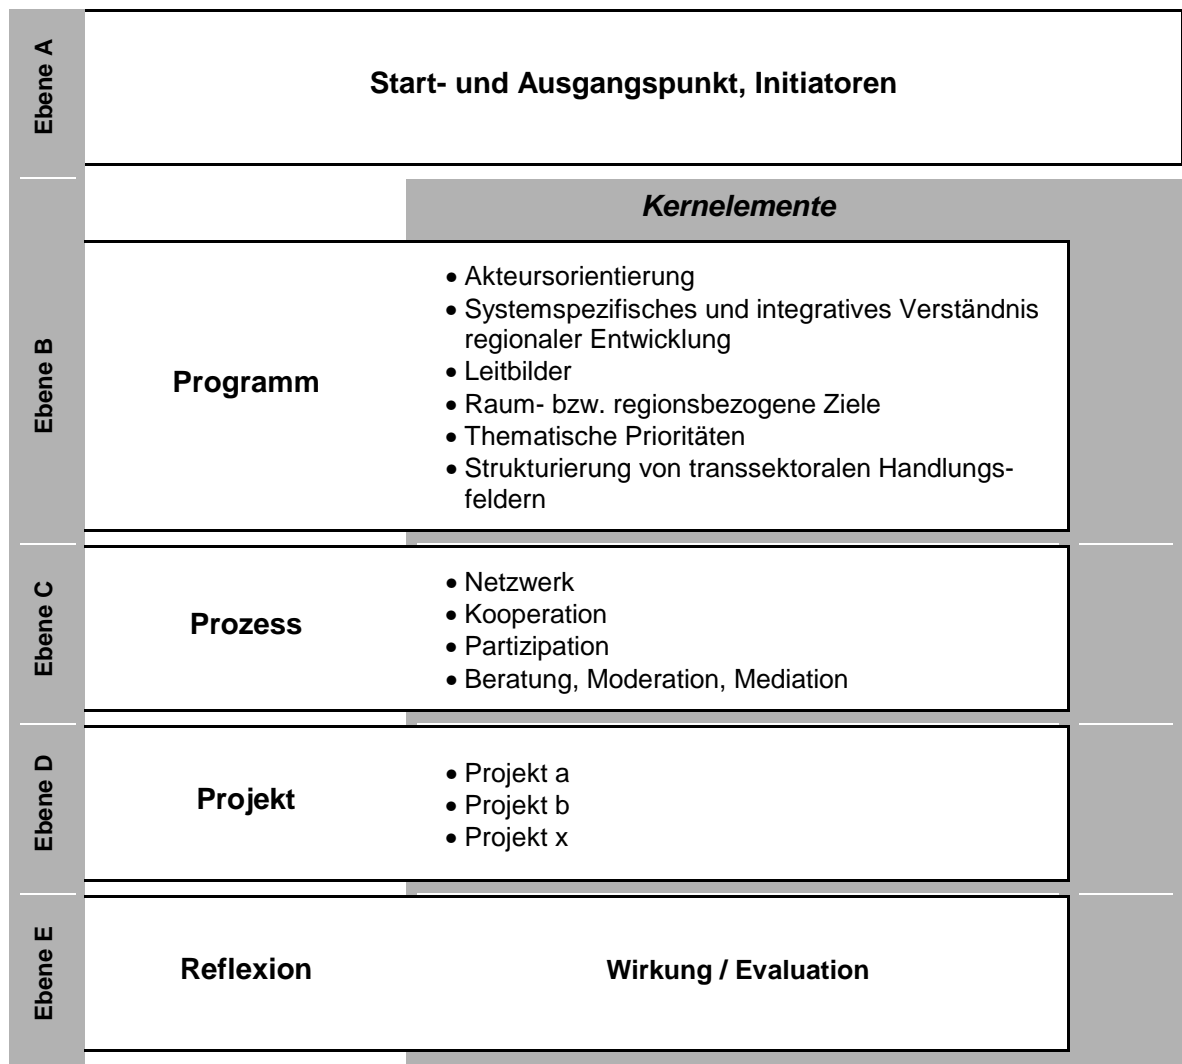 Ebene A
Start- und Ausgangspunkt, Initiatoren
Kernelemente
Ebene B
Programm
• Akteursorientierung
• Systemspezifisches und integratives Verständnis
regionaler Entwicklung
• Leitbilder
• Raum- bzw. regionsbezogene Ziele
• Thematische Prioritäten
• Strukturierung von transsektoralen Handlungs-
feldern
Ebene C
Prozess
• Netzwerk
• Kooperation
• Partizipation
• Beratung, Moderation, Mediation
Ebene D
Projekt
• Projekt a
• Projekt b
• Projekt x
Ebene E
Reflexion
Wirkung / Evaluation